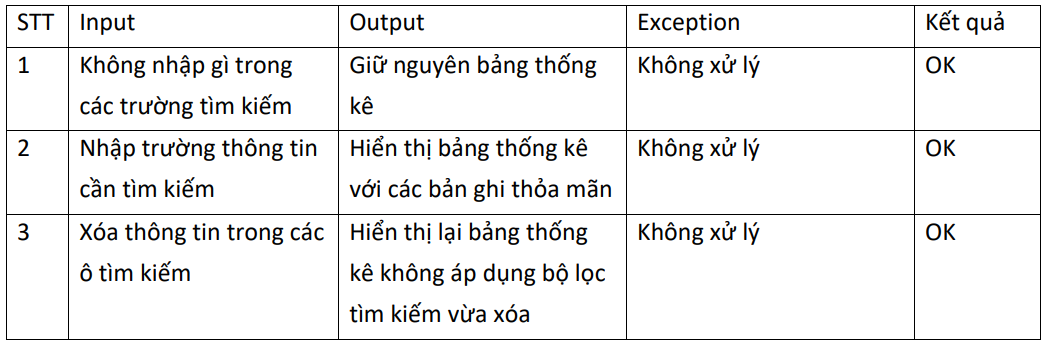 STT Input Output Exception Kết quả
1 Không nhập gì trong Giữ nguyên bảng thống Không xử lý OK
các trường tìm kiếm kê
2 Nhập trường thông tin Hiển thị bảng thống kê Không xử lý OK
cần tìm kiếm với các bản ghi thỏa mãn
3 Xóa thông tin trong các Hiển thị lại bảng thống Không xử lý OK
ô tìm kiếm kê không áp dụng bộ lọc
tìm kiếm vừa xóa